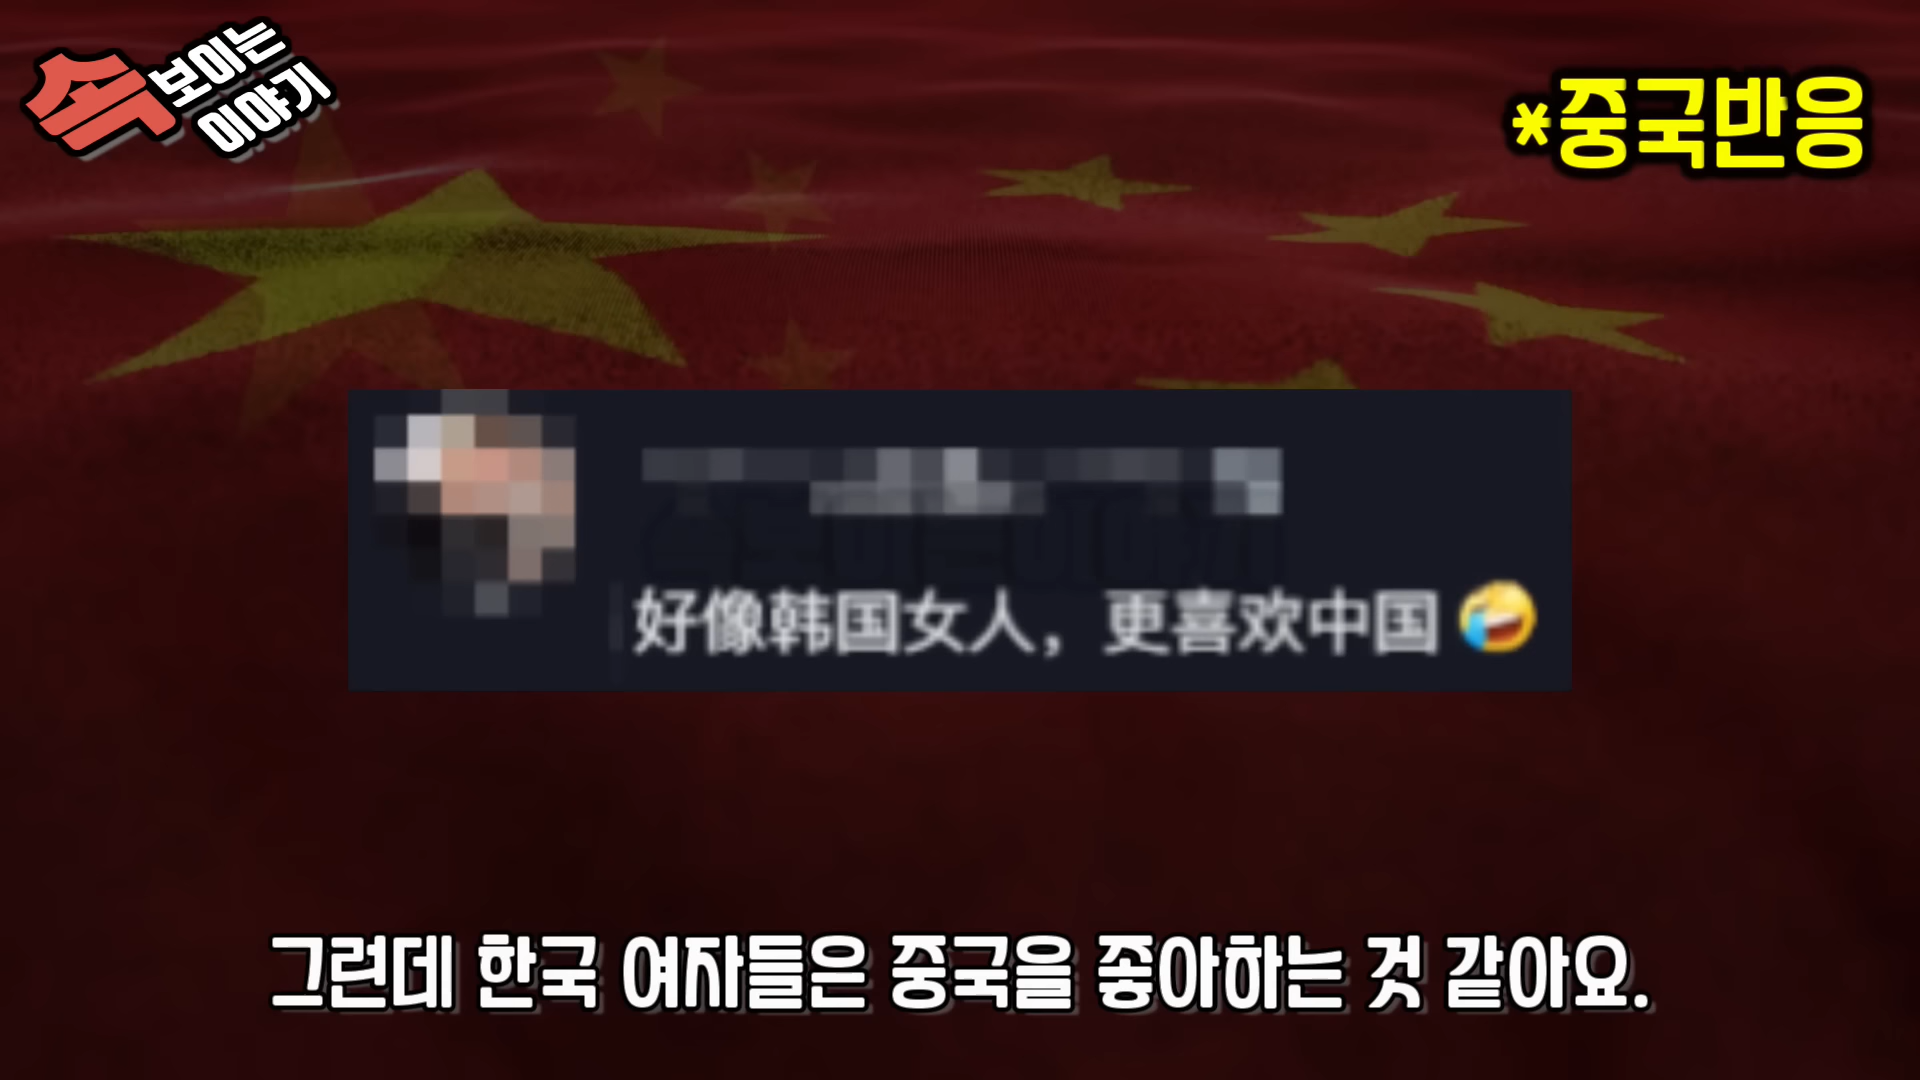 속 보이는
이야기
*중국반응
好像韩国女人，更喜欢中国🤣
그런데 한국 여자들은 중국을 좋아하는 것 같아요.